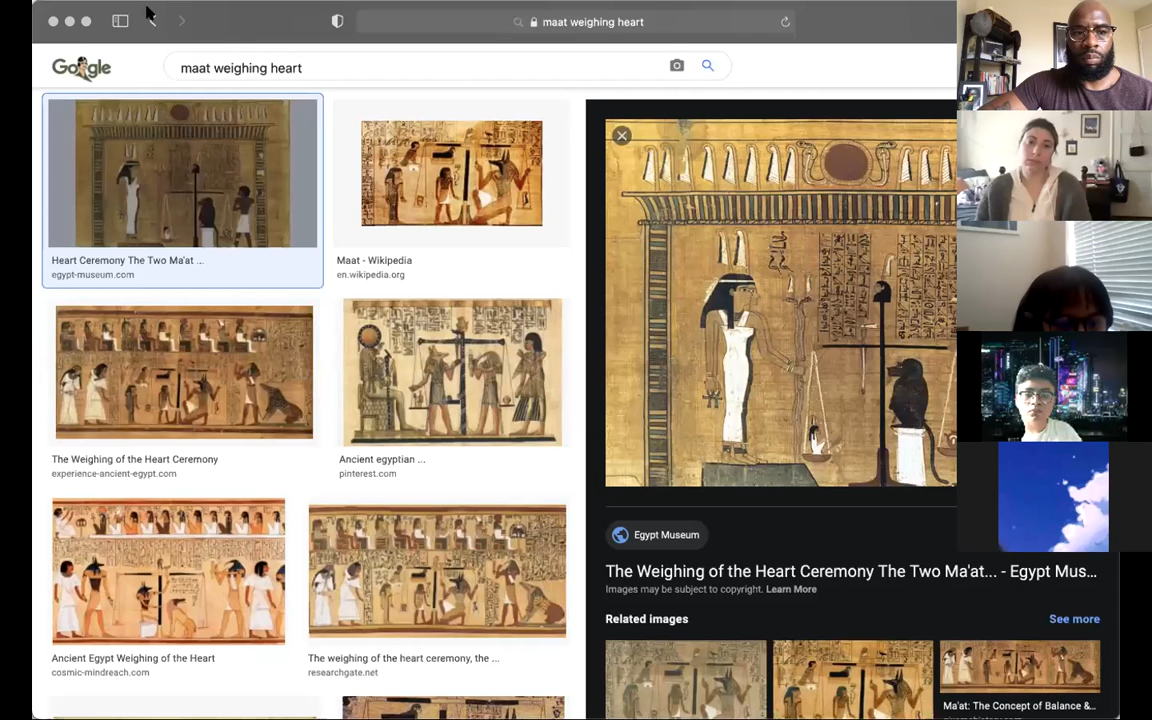 maat weighing heart
Google
maat weighing heart
Heart Ceremony The Two Ma'at ...
egypt-museum.com
Maat - Wikipedia
en.wikipedia.org
The Weighing of the Heart Ceremony
experience-ancient-egypt.com
Ancient egyptian ...
pinterest.com
Ancient Egypt Weighing of the Heart
cosmic-mindreach.com
The weighing of the heart ceremony, the ...
researchgate.net
Egypt Museum
The Weighing of the Heart Ceremony The Two Ma'at... - Egypt Mus...
Images may be subject to copyright. Learn More
Related images
See more
Ma'at: The Concept of Balance &...